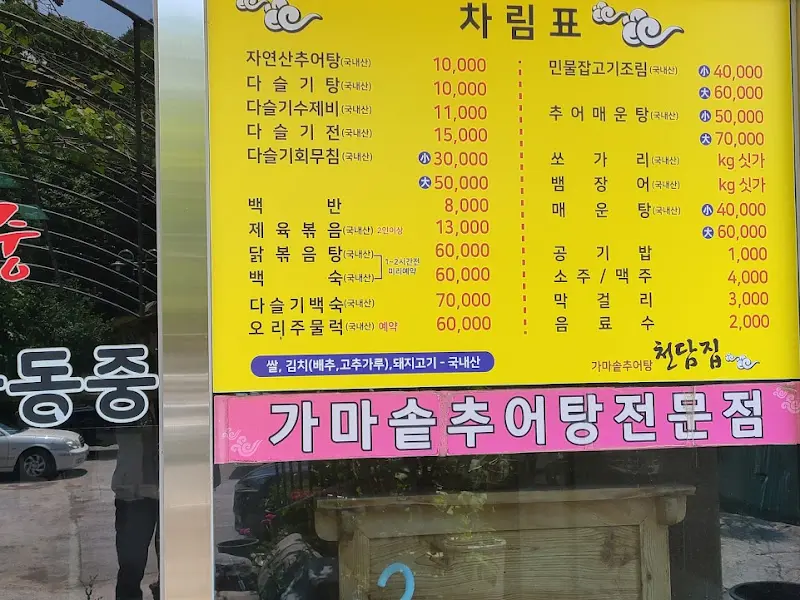 차림표
자연산추어탕(국내산) 10,000
다슬기탕(국내산) 10,000
다슬기수제비(국내산) 11,000
다슬기전(국내산) 15,000
다슬기회무침(국내산) 小 30,000
大 50,000
백반 8,000
제육볶음(국내산) 2인이상 13,000
닭볶음탕(국내산) 60,000
1~2시간전
미리예약
백숙(국내산) 60,000
다슬기백숙(국내산) 70,000
오리주물럭(국내산) 예약 60,000
쌀, 김치(배추,고추가루),돼지고기 - 국내산
민물잡고기조림(국내산) 小 40,000
大 60,000
추어매운탕(국내산) 小 50,000
大 70,000
쏘가리(국내산) kg 싯가
뱀장어(국내산) kg 싯가
매운탕(국내산) 小 40,000
大 60,000
공기밥 1,000
소주/맥주 4,000
막걸리 3,000
음료수 2,000
가마솥추어탕 천담집
가마솥추어탕전문점
중
동중
2